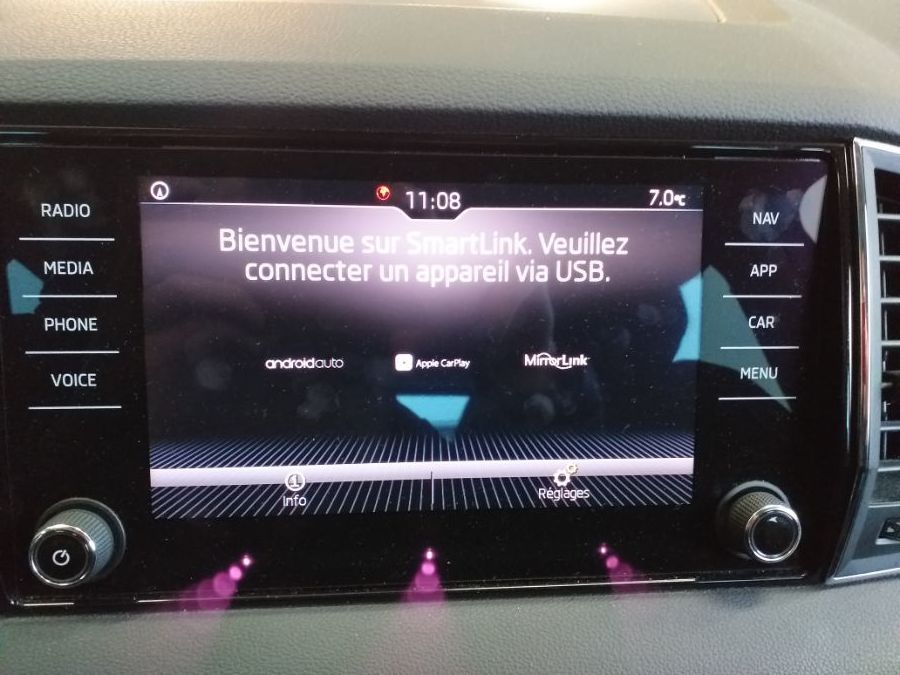 11:08
7.0°C
RADIO
MEDIA
PHONE
VOICE
Bienvenue sur SmartLink. Veuillez
connecter un appareil via USB.
androidauto
Apple CarPlay
MirrorLink
Info
Réglages
NAV
APP
CAR
MENU